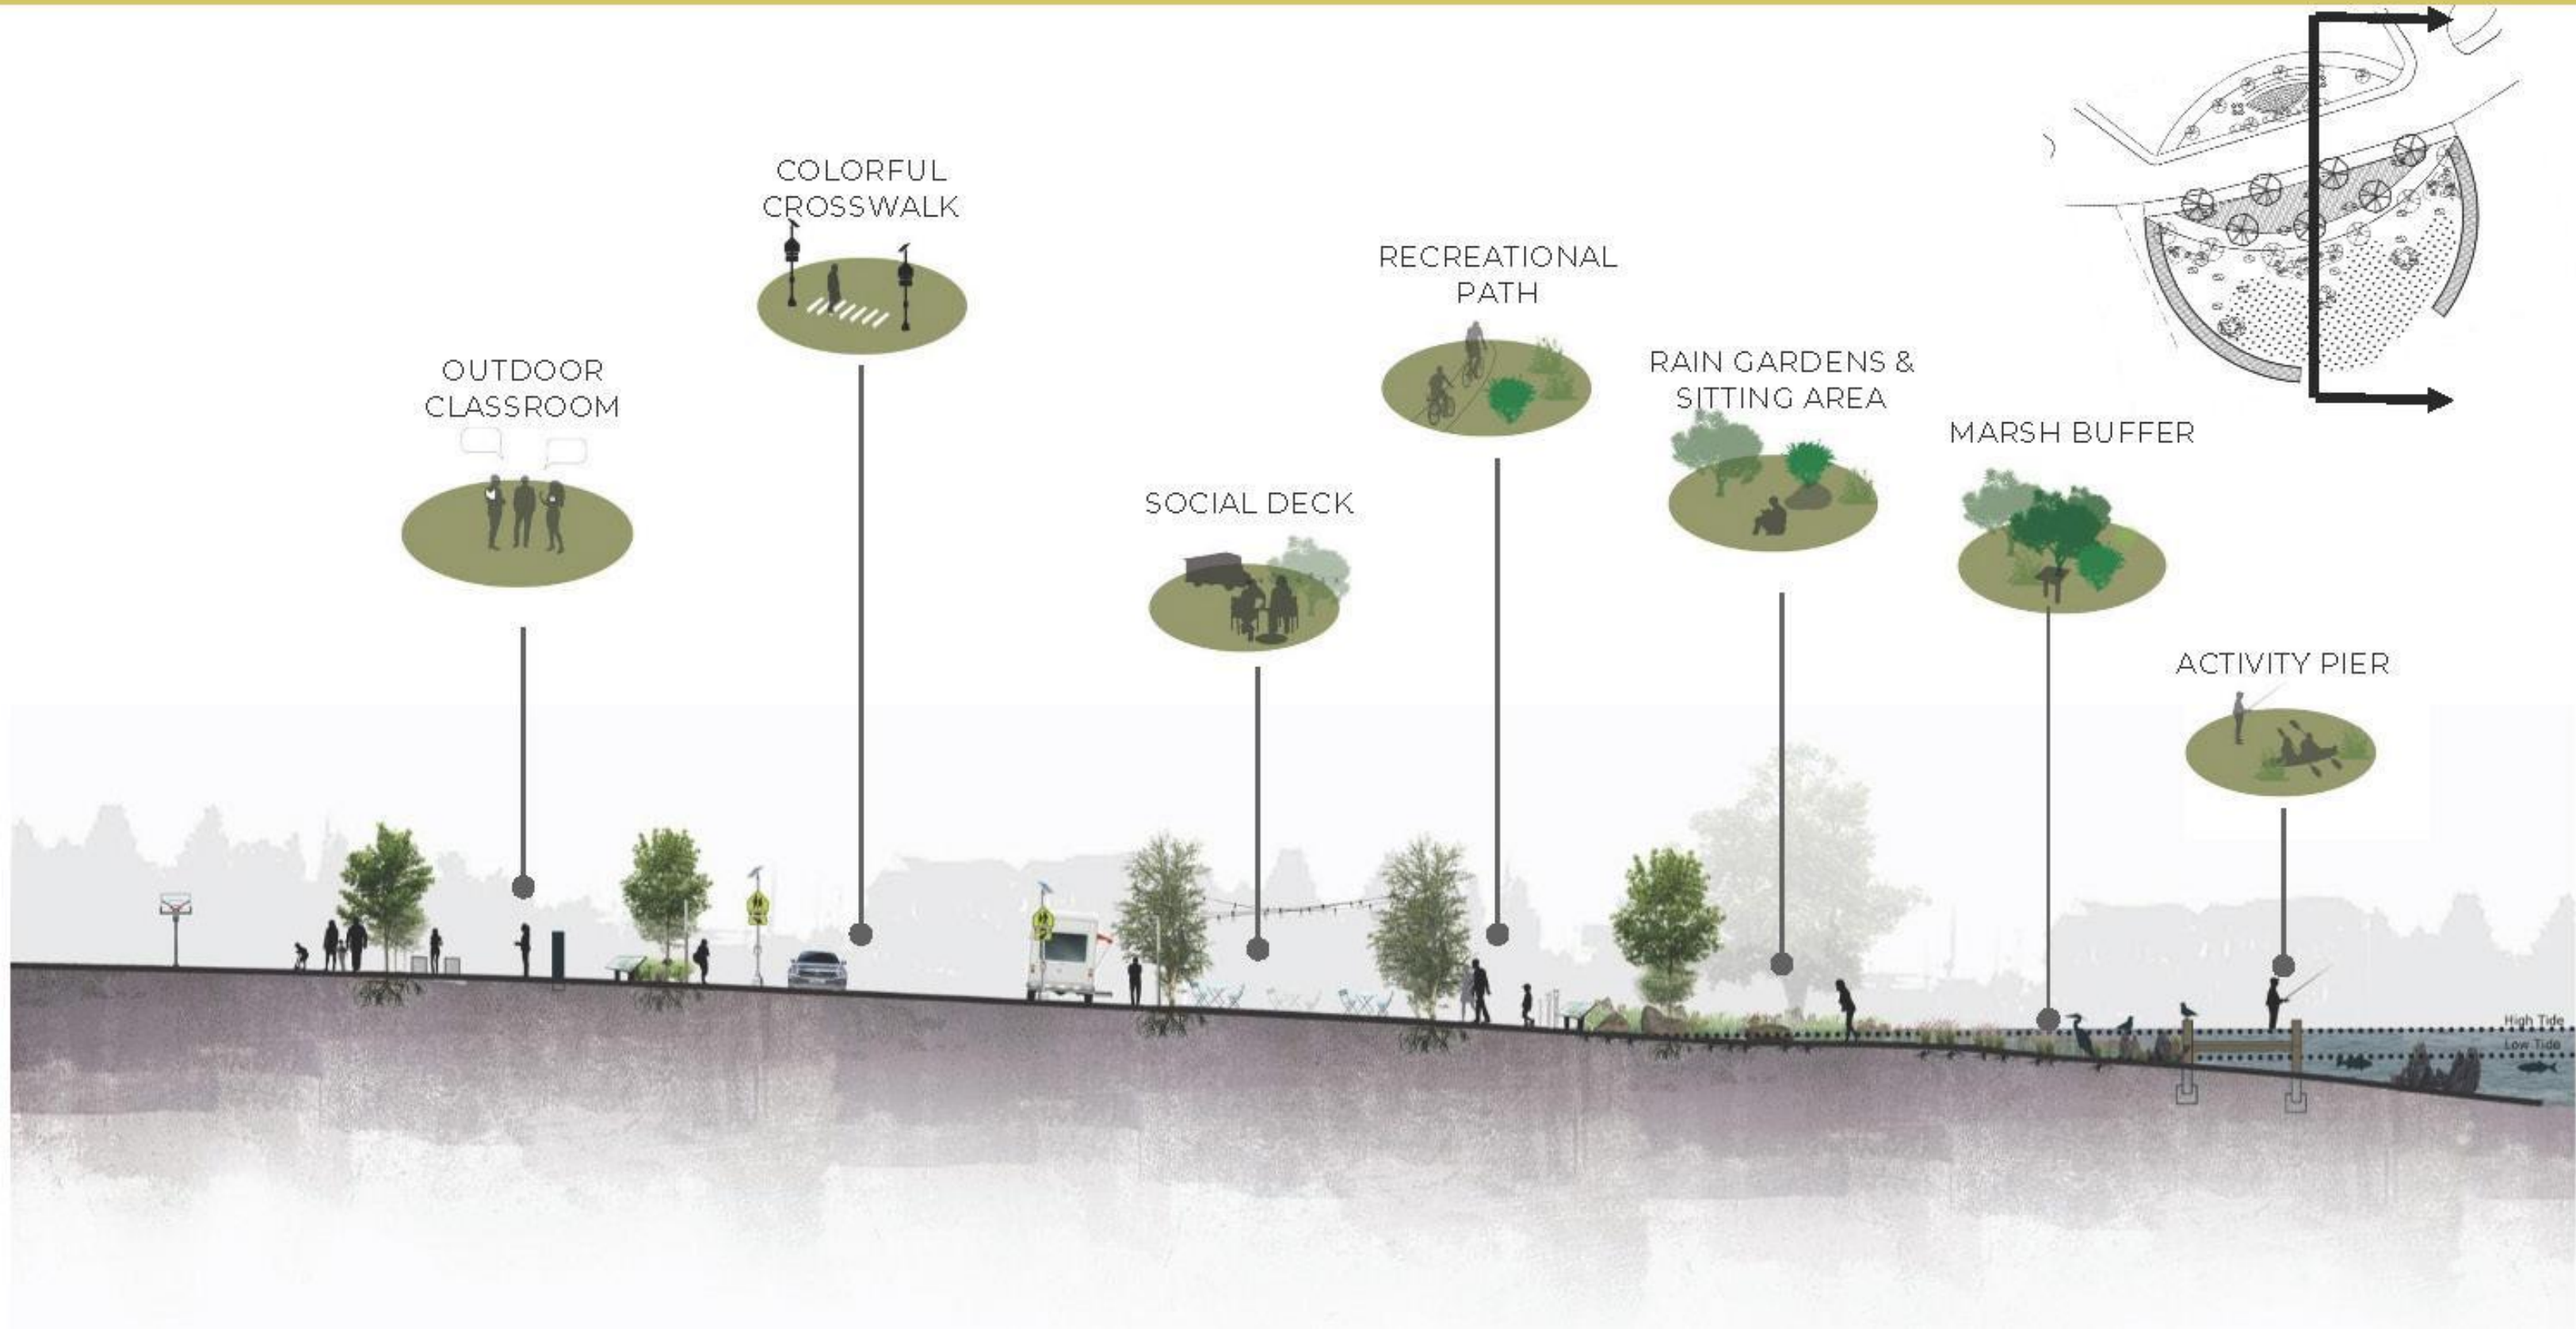 COLORFUL
CROSSWALK
RECREATIONAL
PATH
OUTDOOR
CLASSROOM
RAIN GARDENS &
SITTING AREA
MARSH BUFFER
SOCIAL DECK
ACTIVITY PIER
High Tide
Low Tide